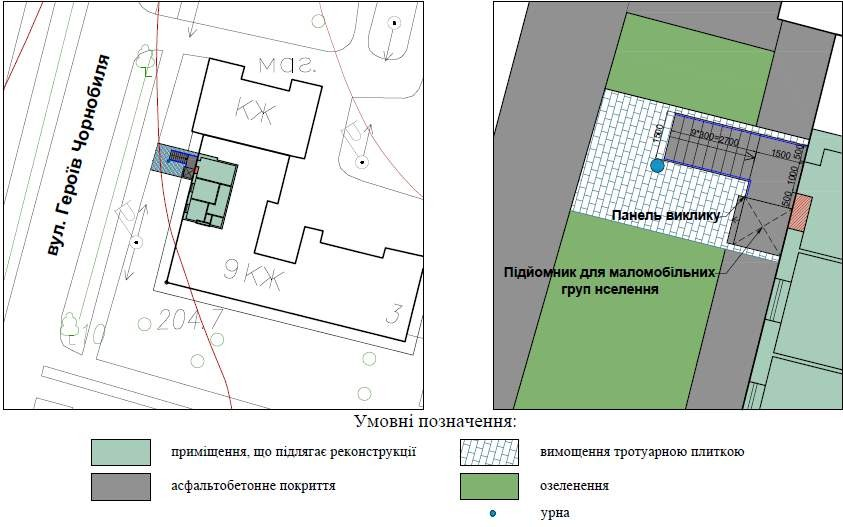 вул. Героїв Чорнобиля
маг.
КЖ
9 КЖ
204.7
3
1500
9*300=2700
1500
500
1000
500
Панель виклику
Підйомник для маломобільних
груп нселення
Умовні позначення:
приміщення, що підлягає реконструкції
вимощення тротуарною плиткою
асфальтобетонне покриття
озеленення
урна